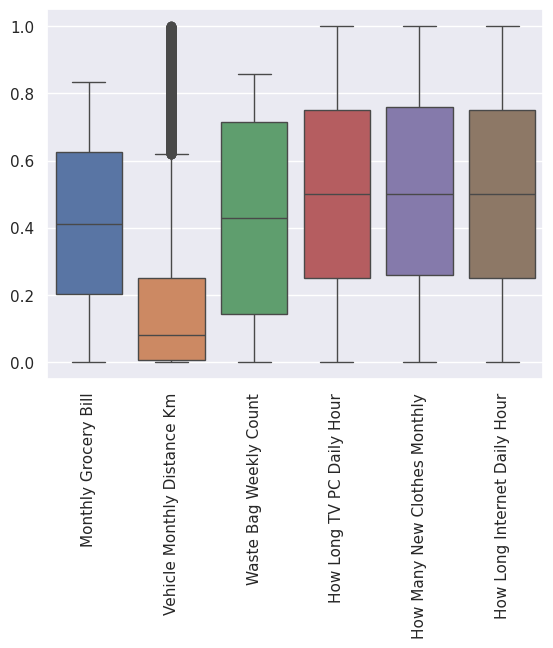 1.0
0.8
0.6
0.4
0.2
0.0
Monthly Grocery Bill
Vehicle Monthly Distance Km
Waste Bag Weekly Count
How Long TV PC Daily Hour
How Many New Clothes Monthly
How Long Internet Daily Hour